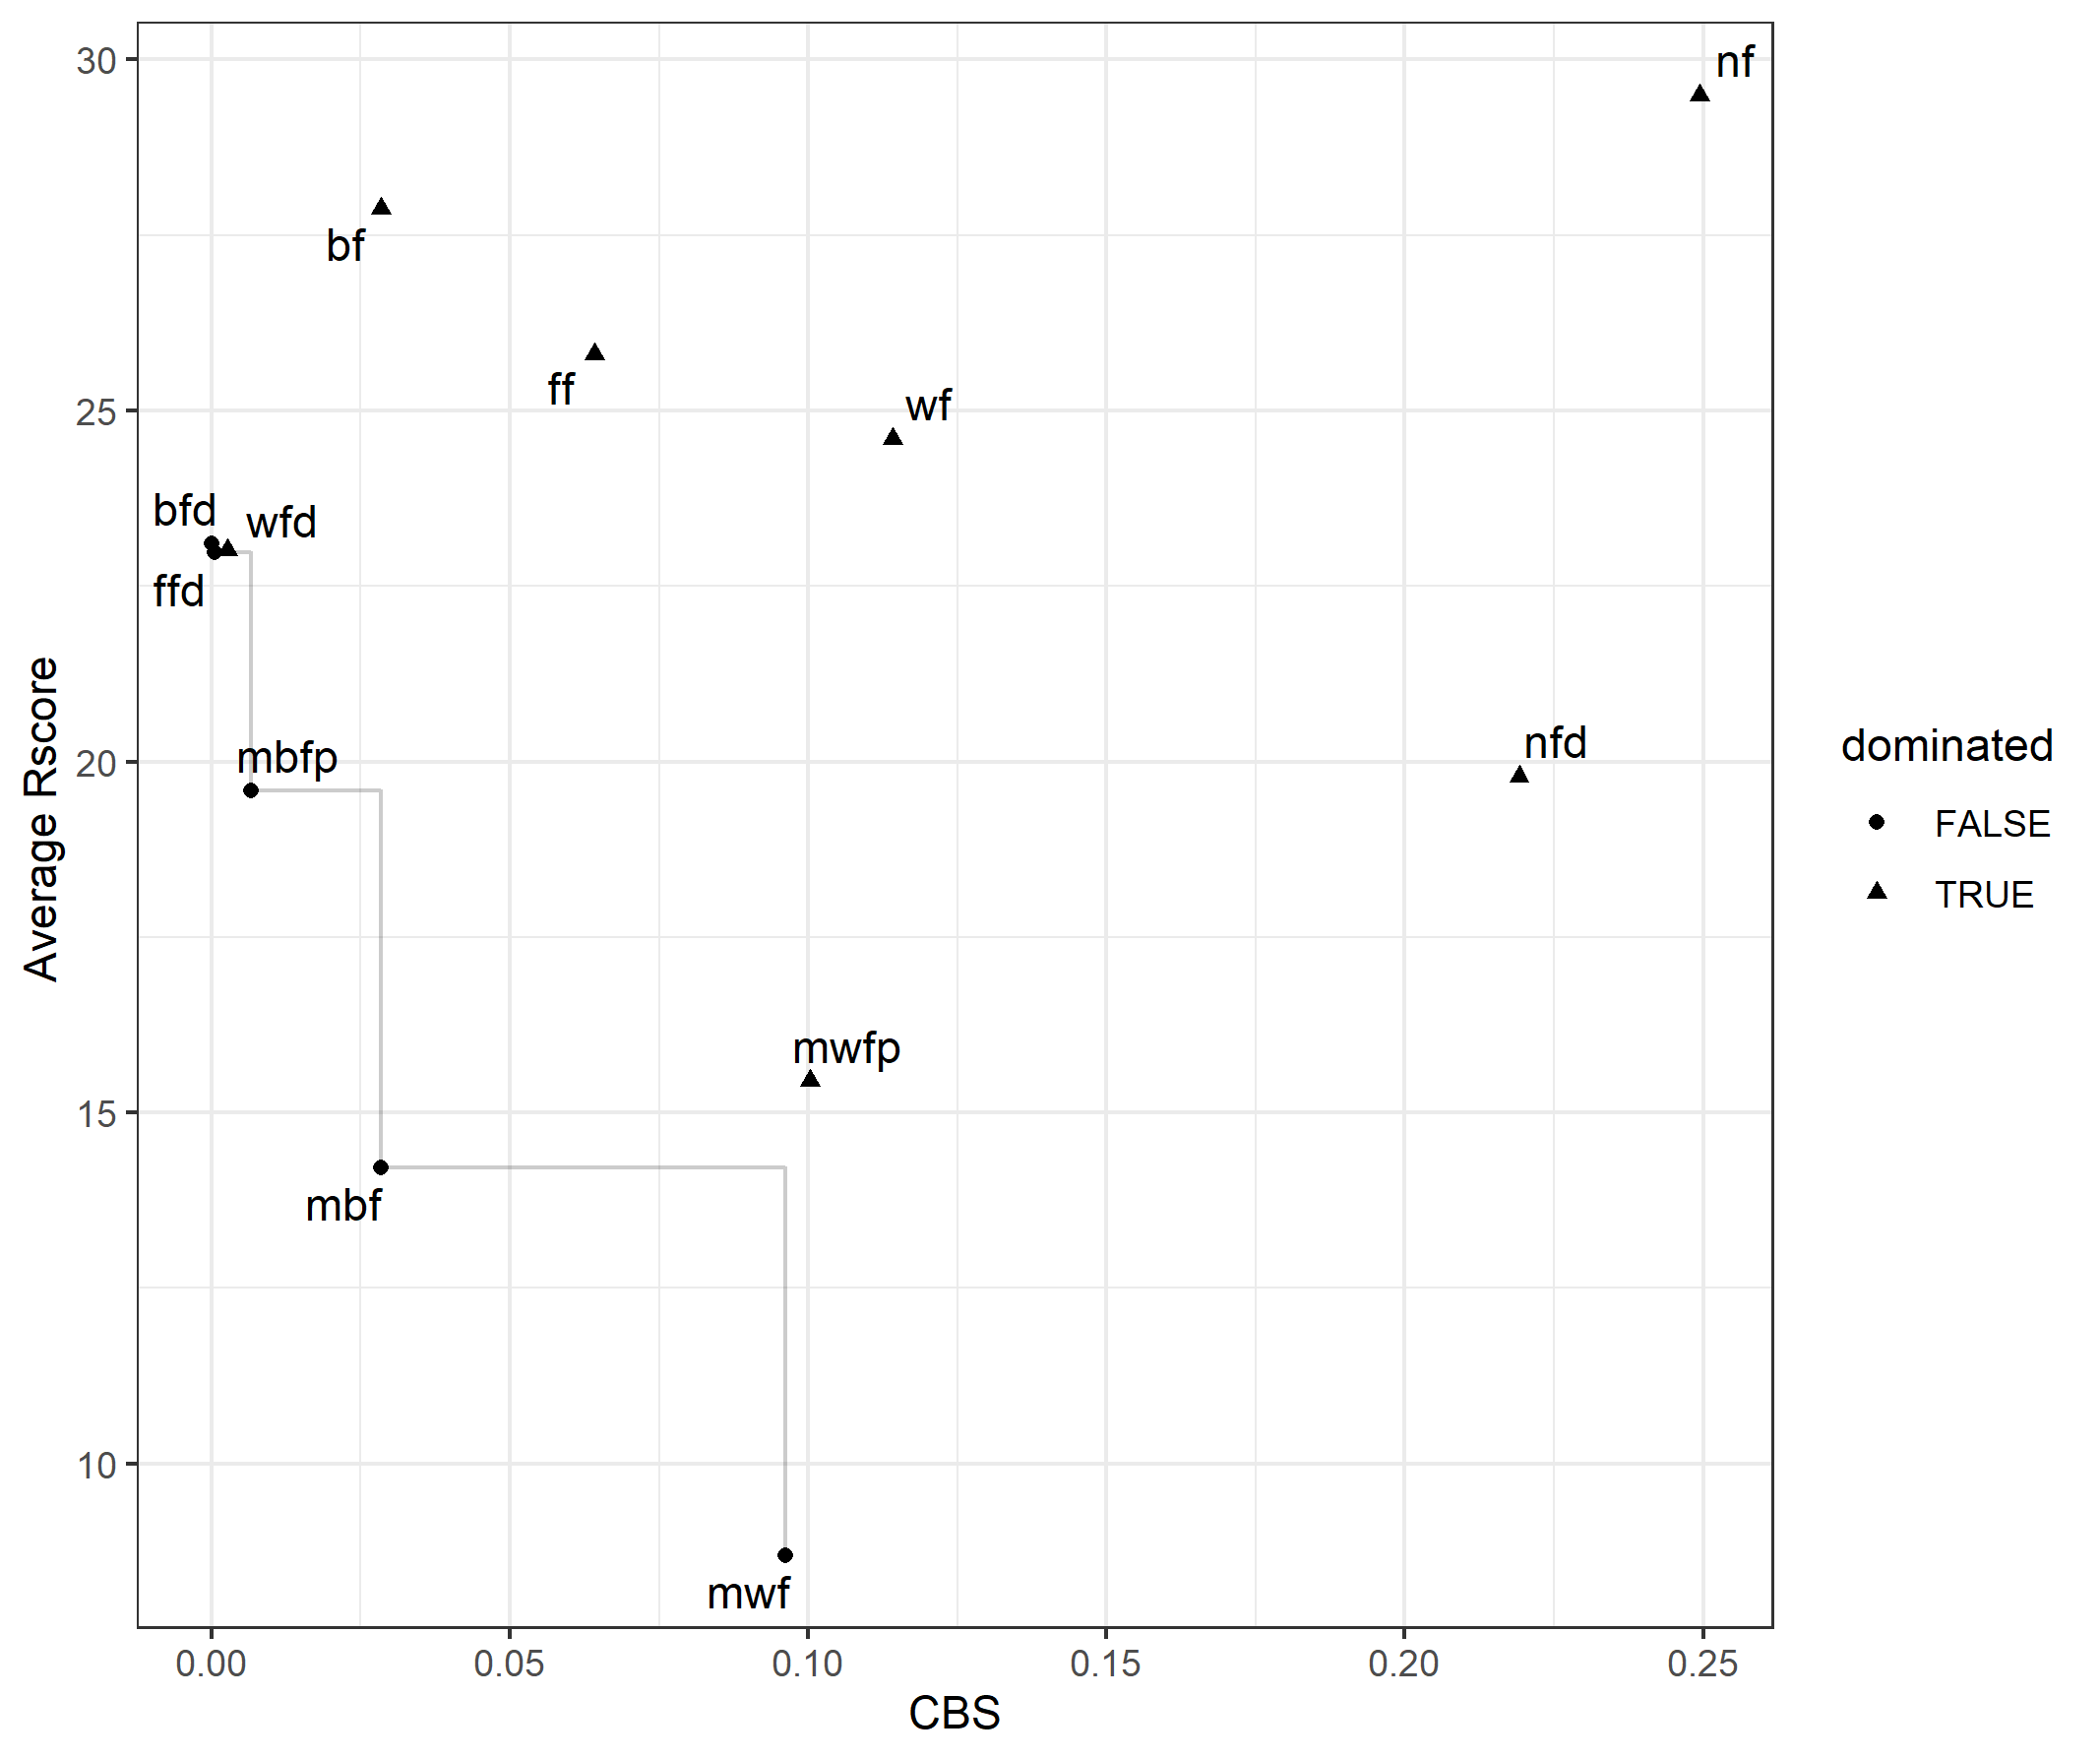 30
nf
bf
ff
25
wf
bfd
wfd
ffd
Average Rscore
20
mbfp
nfd
dominated
FALSE
TRUE
mwfp
15
mbf
10
mwf
0.00
0.05
0.10
0.15
0.20
0.25
CBS